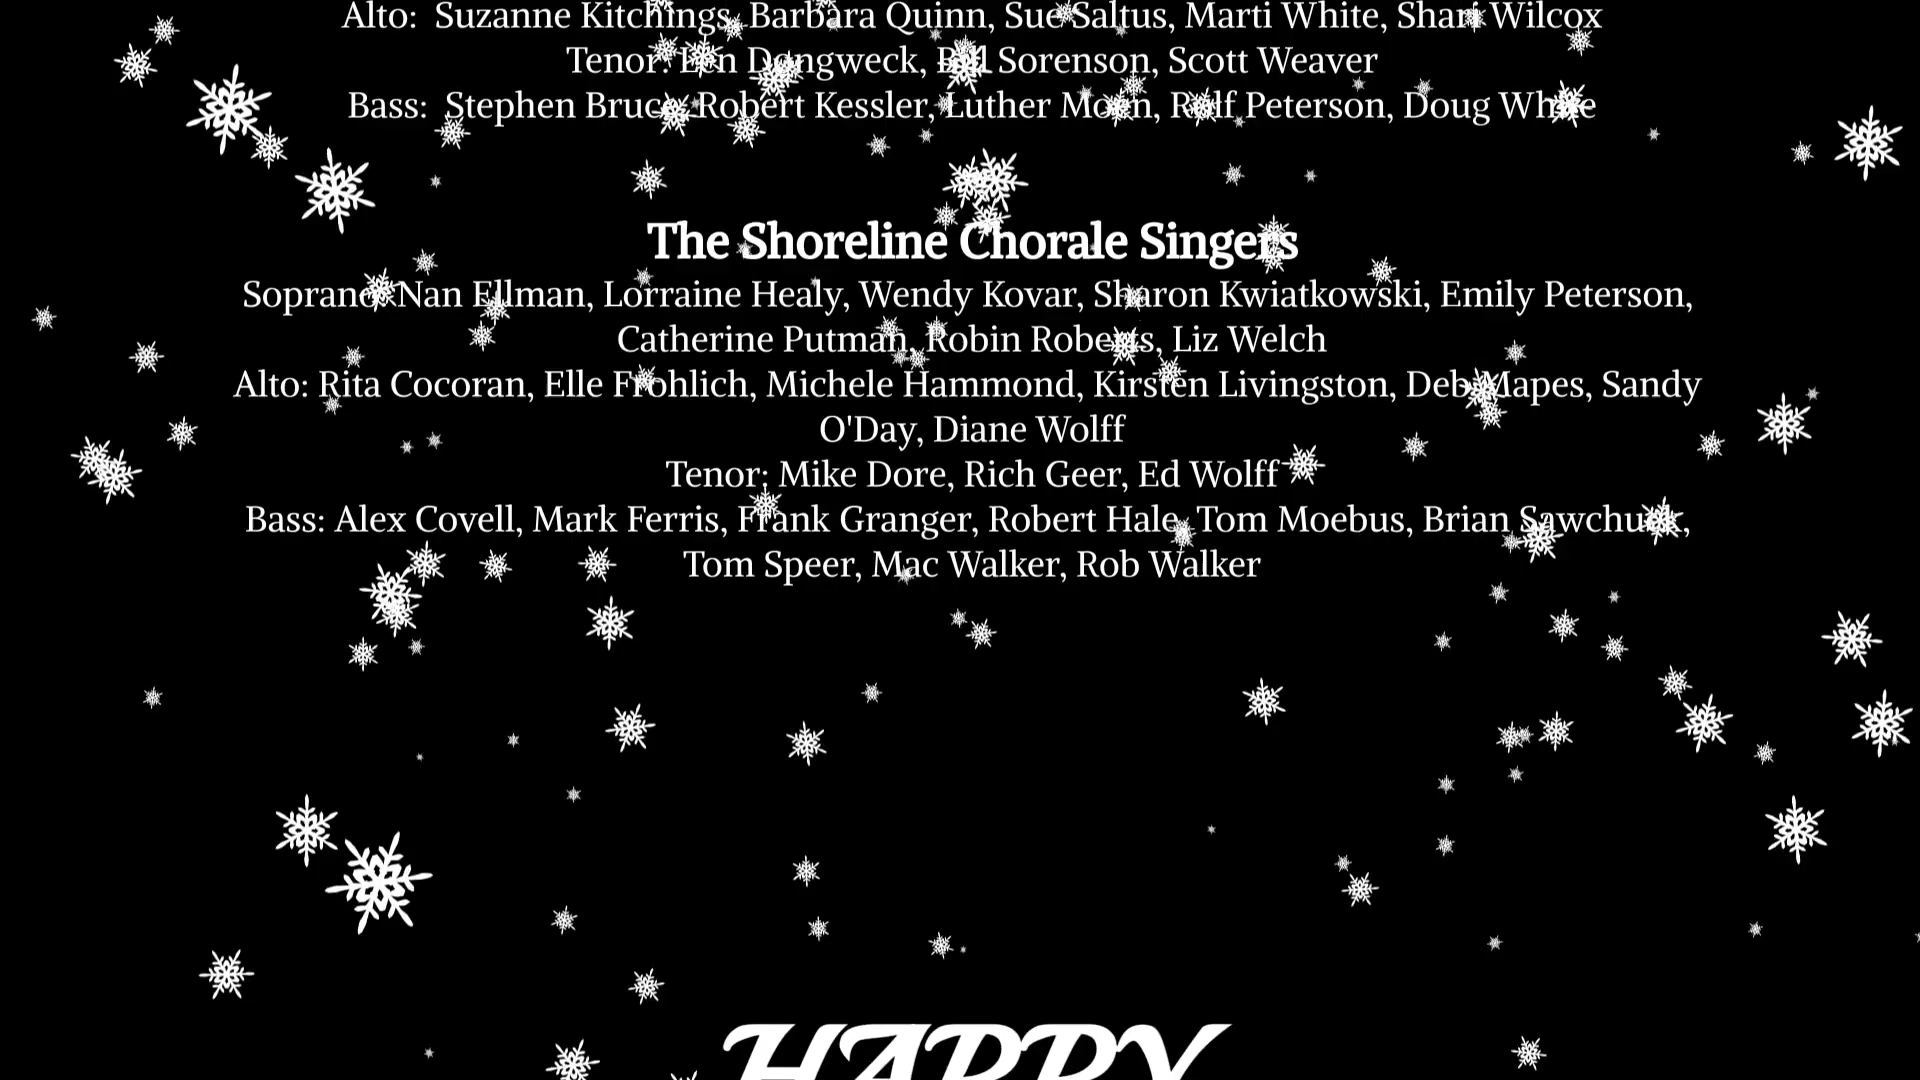 Alto:  Suzanne Kitchings, Barbara Quinn, Sue Saltus, Marti White, Shari Wilcox
Tenor: Len Dongweck, Bill Sorenson, Scott Weaver
Bass:  Stephen Bruce, Robert Kessler, Luther Moen, Rolf Peterson, Doug White
The Shoreline Chorale Singers
Soprano: Nan Ellman, Lorraine Healy, Wendy Kovar, Sharon Kwiatkowski, Emily Peterson,
Catherine Putman, Robin Roberts, Liz Welch
Alto: Rita Cocoran, Elle Frohlich, Michele Hammond, Kirsten Livingston, Deb Mapes, Sandy
O'Day, Diane Wolff
Tenor: Mike Dore, Rich Geer, Ed Wolff
Bass: Alex Covell, Mark Ferris, Frank Granger, Robert Hale, Tom Moebus, Brian Sawchuck,
Tom Speer, Mac Walker, Rob Walker
HAPPY